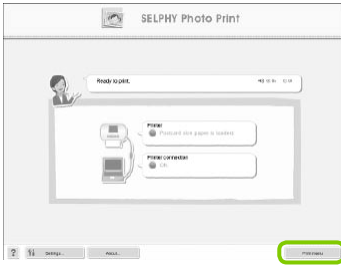 SELPHY Photo Print
Ready to print.
Printer
Postcard size paper is loaded.
Printer connection
OK
?
Settings...
About...
Print menu